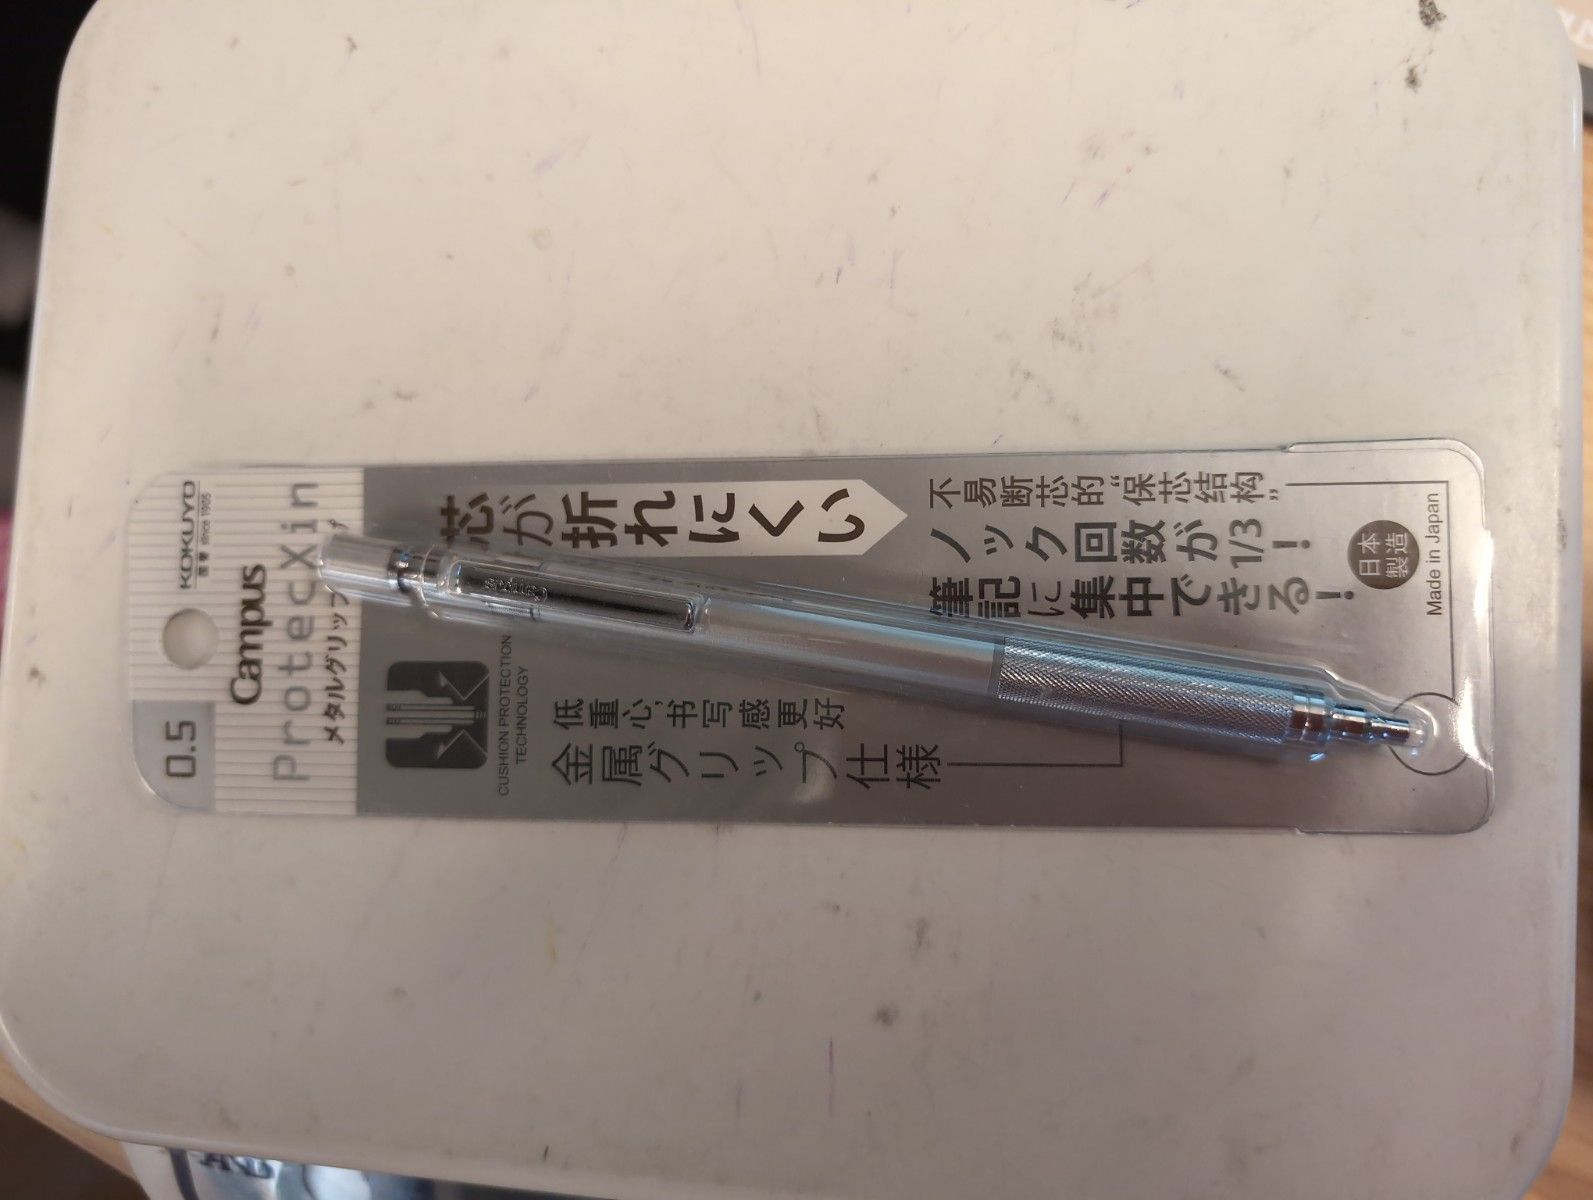 0.5
KOKUYO
since 1905
Campus
ProtecXin
メタルグリップ
芯が折れにくい
CUSHION PROTECTION
TECHNOLOGY
低重心,书写感更好
金属グリップ仕様
不易断芯的“保芯结构”
ノック回数が1/3!
筆記に集中できる!
日本
製造
Made in Japan
Campus